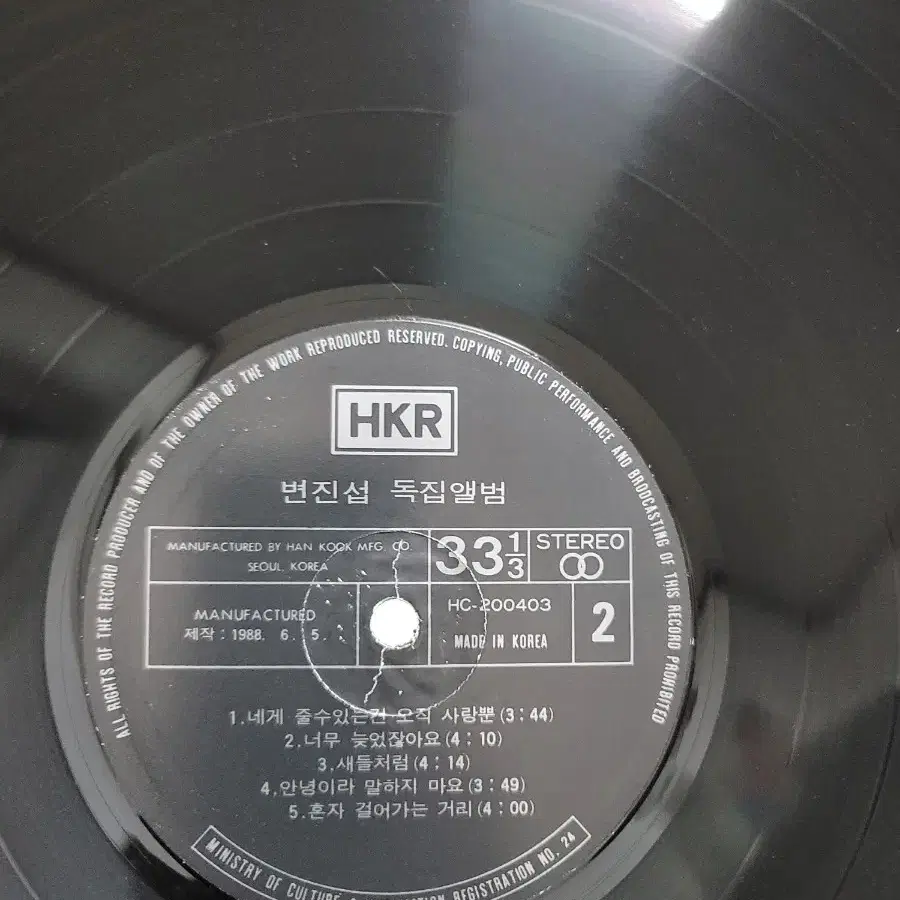 ALL RIGHTS OF THE RECORD PRODUCER AND OF THE OWNER OF THE WORK REPRODUCED RESERVED. COPYING, PUBLIC PERFORMANCE AND BRODCASTING OF THIS RECORD PROHIBITED
HKR
변진섭 독집앨범
MANUFACTURED BY HAN KOOK MFG. CO.
SEOUL, KOREA
33 1/3
STEREO
MANUFACTURED
제작 : 1988. 6. 5.
HC-200403
MADE IN KOREA
2
1.네게 줄수있는건 오직 사랑뿐(3 : 44)
2.너무 늦었잖아요(4 : 10)
3.새들처럼(4 : 14)
4.안녕이라 말하지 마요(3 : 49)
5.혼자 걸어가는 거리(4 : 00)
MINISTRY OF CULTURE REGISTRATION NO. 24